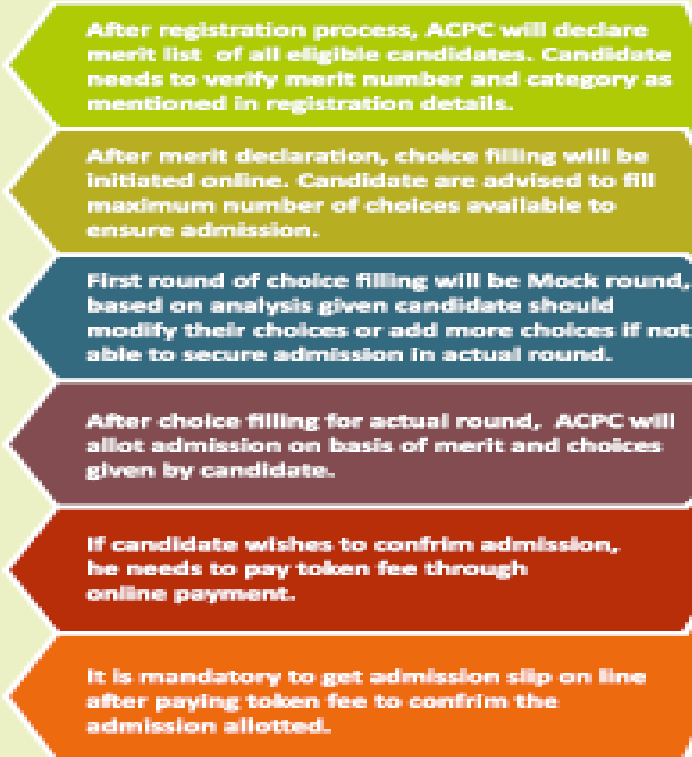 After registration process, ACPC will declare
merit list of all eligible candidates. Candidate
needs to verify merit number and category as
mentioned in registration details.
After merit declaration, choice filling will be
initiated online. Candidate are advised to fill
maximum number of choices available to
ensure admission.
First round of choice filling will be Mock round,
based on analysis given candidate should
modify their choices or add more choices if not
able to secure admission in actual round.
After choice filling for actual round, ACPC will
allot admission on basis of merit and choices
given by candidate.
If candidate wishes to confrim admission,
he needs to pay token fee through
online payment.
It is mandatory to get admission slip on line
after paying token fee to confrim the
admission allotted.